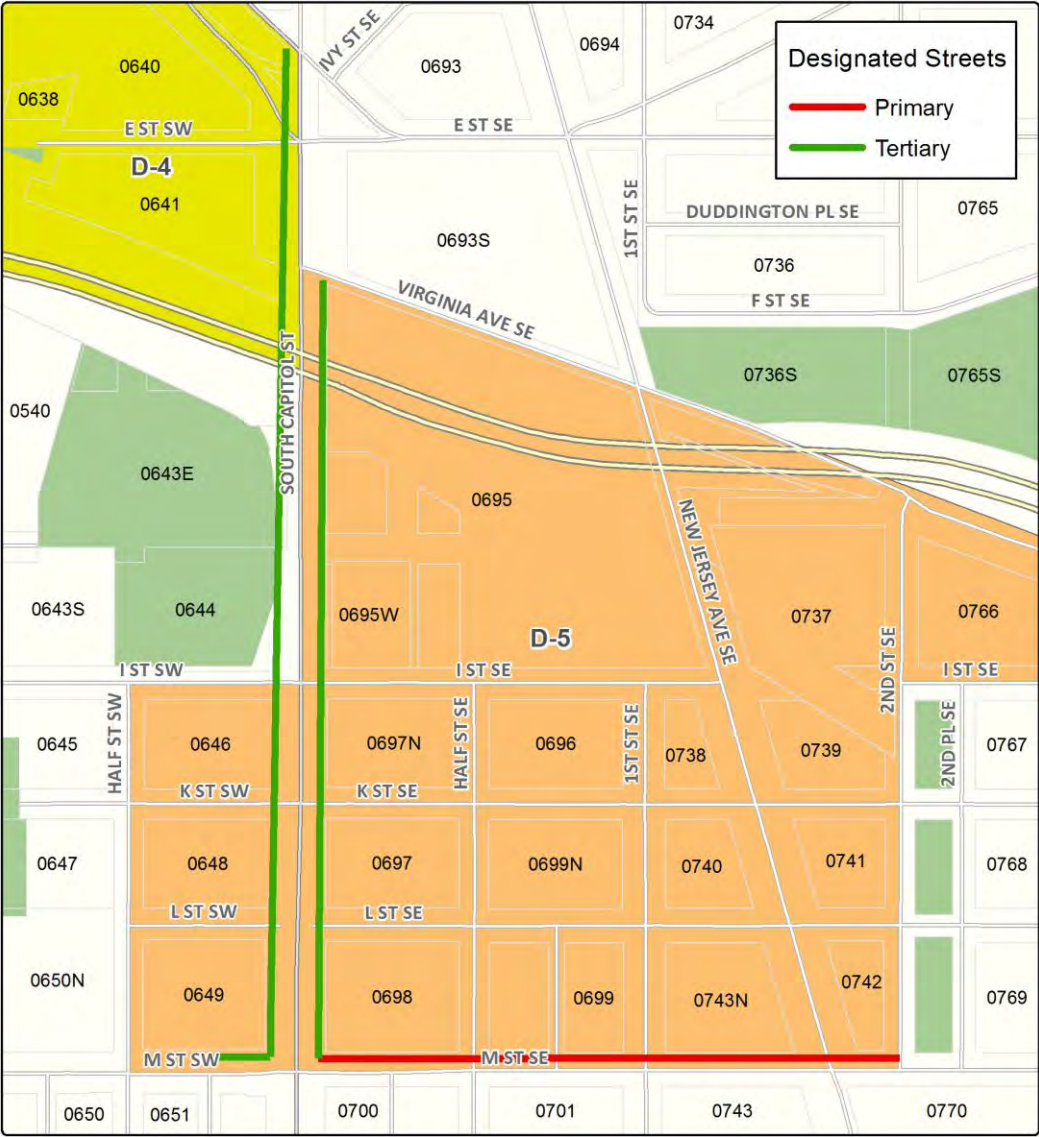 0734
IVY ST SE
0694
0640
0693
0638
Designated Streets
Primary
Tertiary
E ST SW
E ST SE
D-4
0641
1ST ST SE
DUDDINGTON PL SE
0765
0693S
0736
VIRGINIA AVE SE
F ST SE
SOUTH CAPITOL ST
0736S
0765S
0540
0643E
0695
NEW JERSEY AVE SE
0643S
0644
0695W
D-5
0737
0766
I ST SW
I ST SE
I ST SE
2ND ST SE
HALF ST SW
0645
0646
0697N
HALF ST SE
0696
1ST ST SE
0738
0739
2ND PL SE
0767
K ST SW
K ST SE
0647
0648
0697
0699N
0740
0741
0768
L ST SW
L ST SE
0650N
0649
0698
0699
0743N
0742
0769
M ST SW
M ST SE
0650
0651
0700
0701
0743
0770